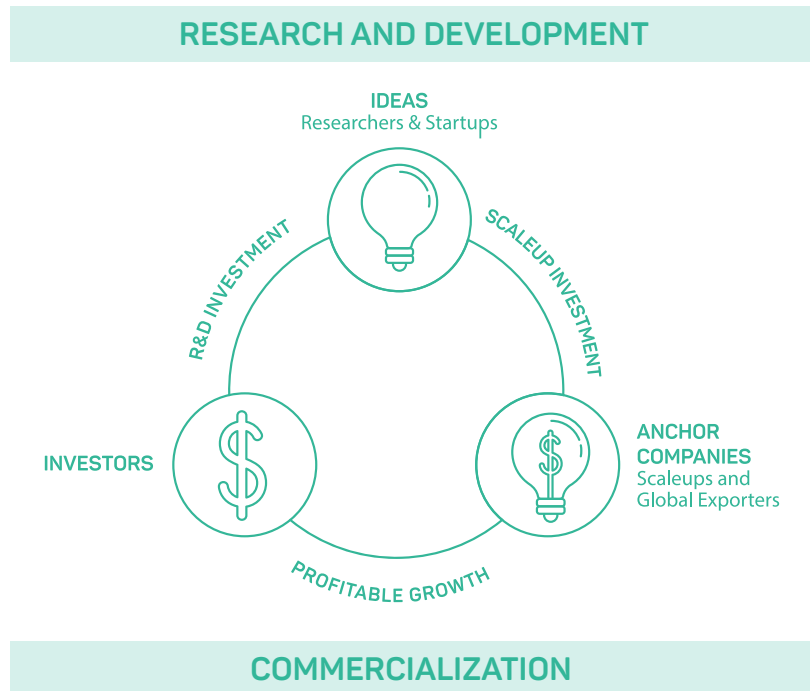 RESEARCH AND DEVELOPMENT
IDEAS
Researchers & Startups
R&D INVESTMENT
SCALEUP INVESTMENT
INVESTORS
$
ANCHOR
COMPANIES
Scaleups and
Global Exporters
$
PROFITABLE GROWTH
COMMERCIALIZATION